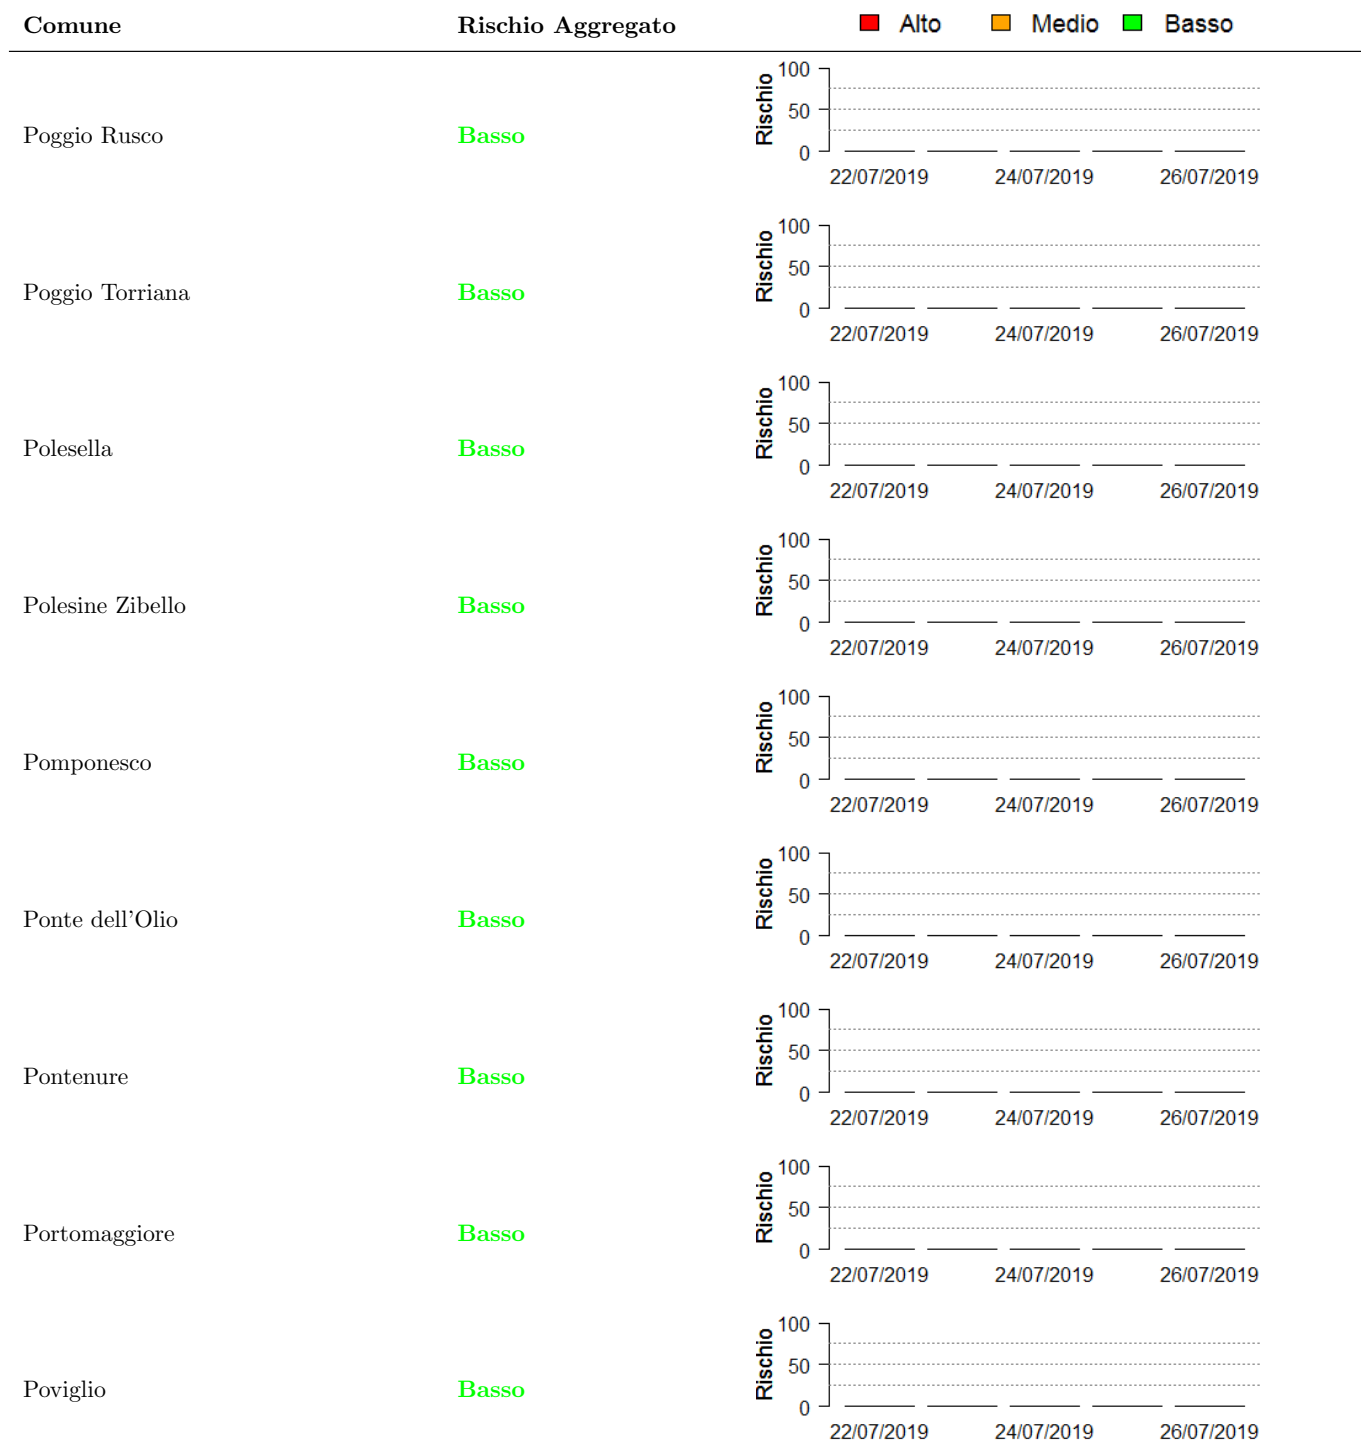 Comune Rischio Aggregato Alto Medio Basso
Poggio Rusco Basso
Rischio
100
50
0
22/07/2019 24/07/2019 26/07/2019
Poggio Torriana Basso
Rischio
100
50
0
22/07/2019 24/07/2019 26/07/2019
Polesella Basso
Rischio
100
50
0
22/07/2019 24/07/2019 26/07/2019
Polesine Zibello Basso
Rischio
100
50
0
22/07/2019 24/07/2019 26/07/2019
Pomponesco Basso
Rischio
100
50
0
22/07/2019 24/07/2019 26/07/2019
Ponte dell'Olio Basso
Rischio
100
50
0
22/07/2019 24/07/2019 26/07/2019
Pontenure Basso
Rischio
100
50
0
22/07/2019 24/07/2019 26/07/2019
Portomaggiore Basso
Rischio
100
50
0
22/07/2019 24/07/2019 26/07/2019
Poviglio Basso
Rischio
100
50
0
22/07/2019 24/07/2019 26/07/2019